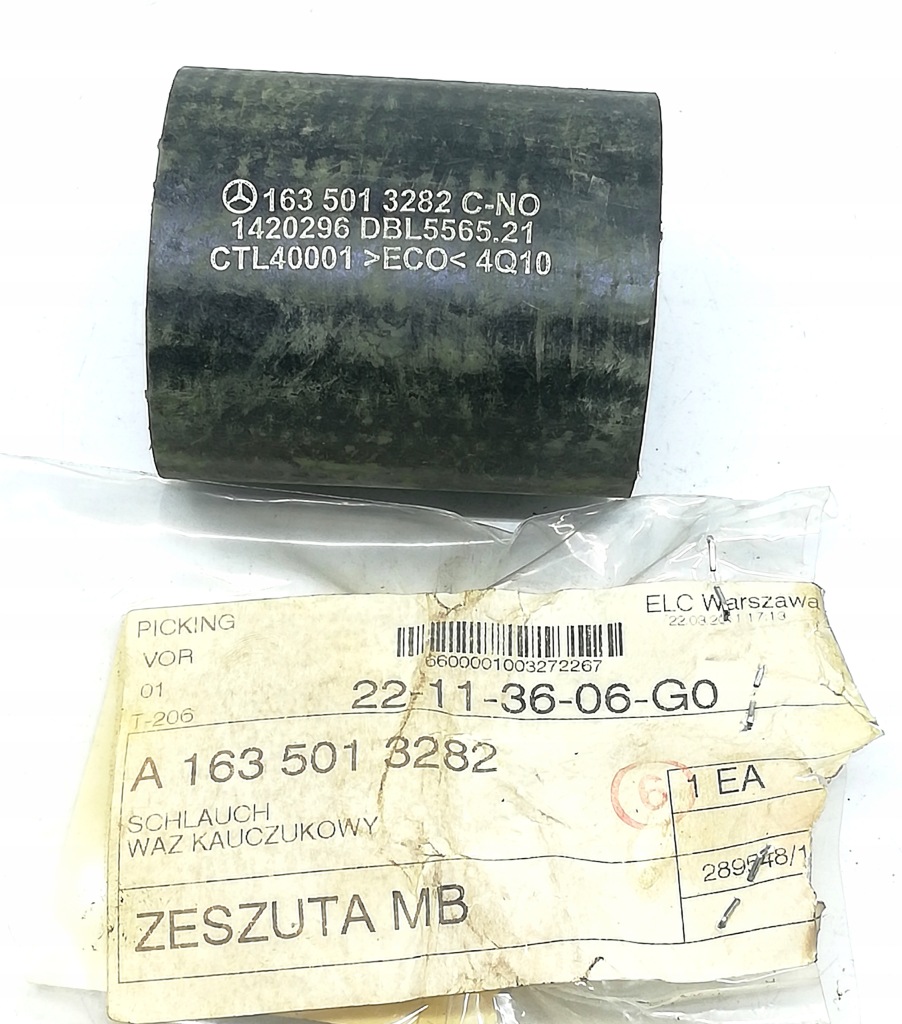 163 501 3282 C-NO
1420296 DBL5565.21
CTL40001 >ECO< 4Q10
PICKING
VOR
01
T-206
ELC Warszawa
6600001003272267
22-11-36-06-G0
A 163 501 3282
SCHLAUCH
WAZ KAUCZUKOWY
6
1 EA
ZESZUTA MB